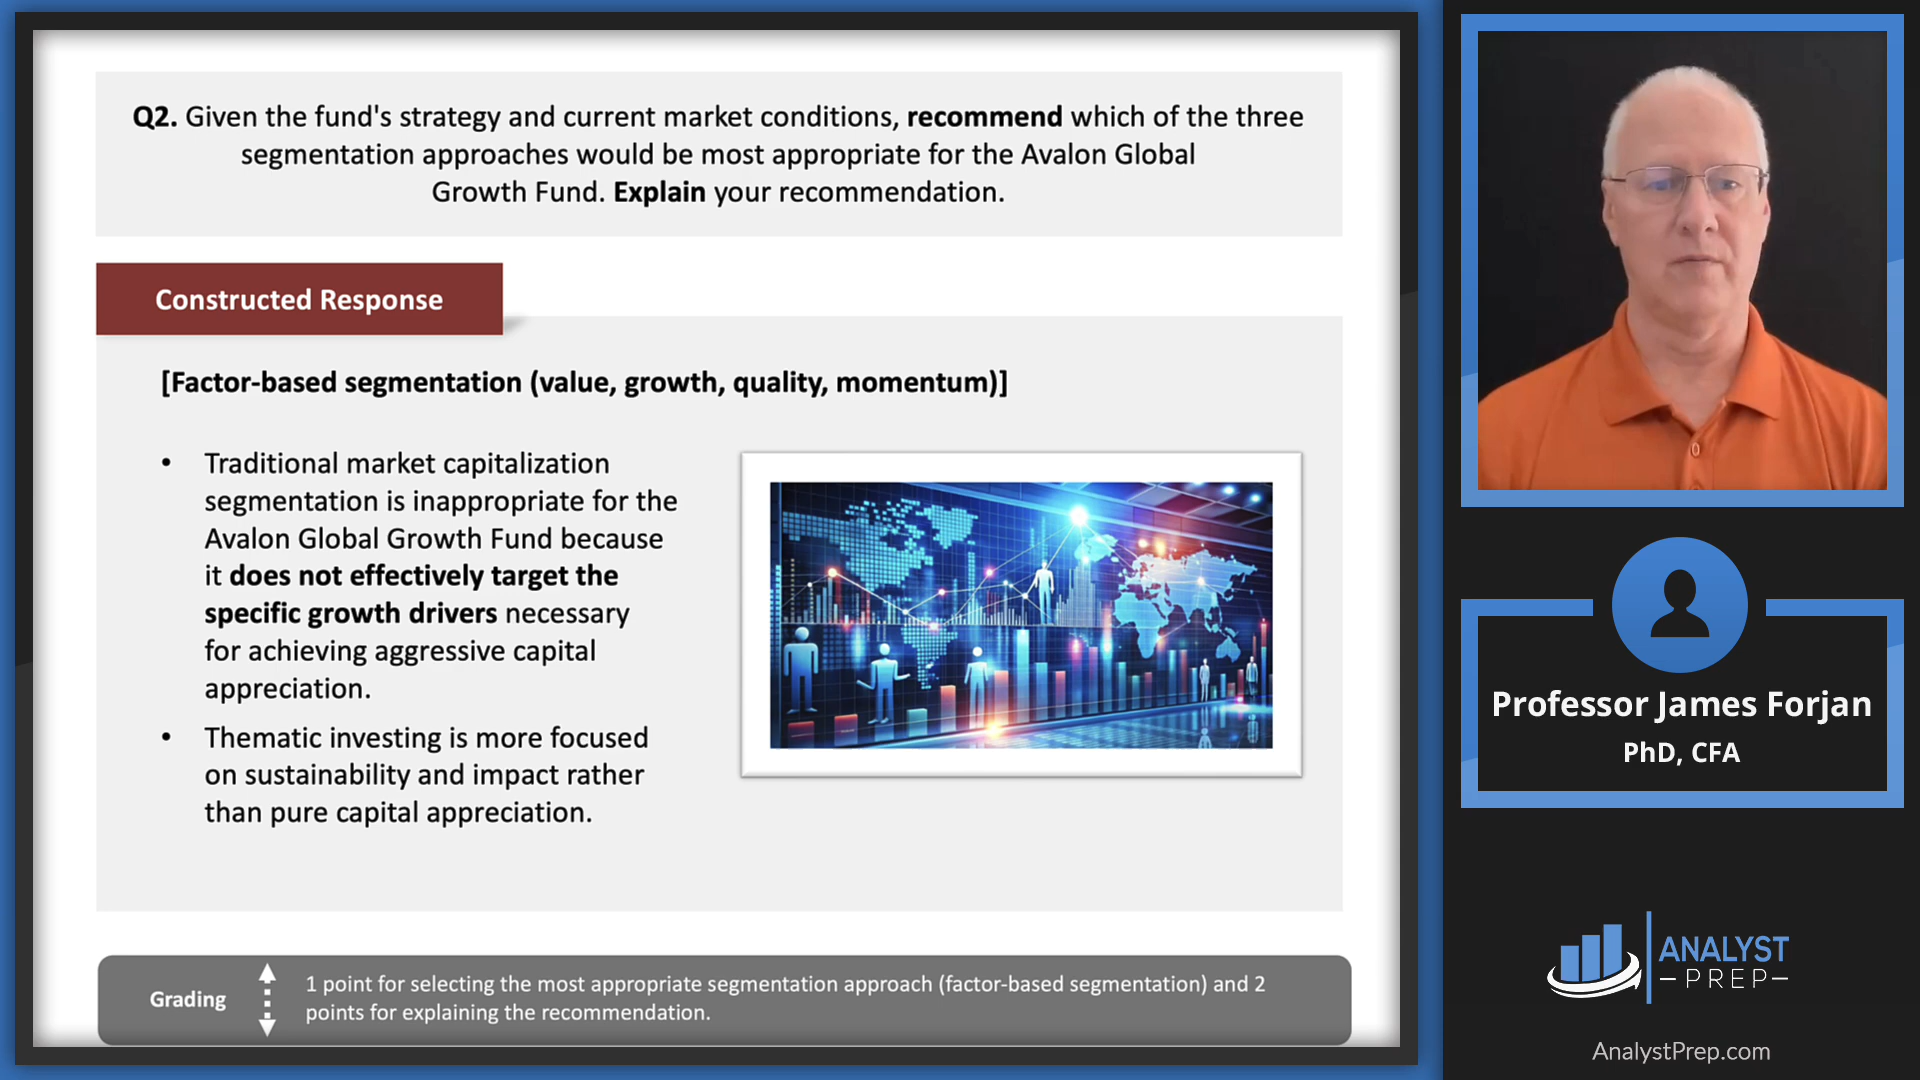 Q2. Given the fund's strategy and current market conditions, recommend which of the three
segmentation approaches would be most appropriate for the Avalon Global
Growth Fund. Explain your recommendation.
Constructed Response
[Factor-based segmentation (value, growth, quality, momentum)]
• Traditional market capitalization
segmentation is inappropriate for the
Avalon Global Growth Fund because
it does not effectively target the
specific growth drivers necessary
for achieving aggressive capital
appreciation.
• Thematic investing is more focused
on sustainability and impact rather
than pure capital appreciation.
Grading
1 point for selecting the most appropriate segmentation approach (factor-based segmentation) and 2
points for explaining the recommendation.
Professor James Forjan
PhD, CFA
ANALYST
PREP
AnalystPrep.com